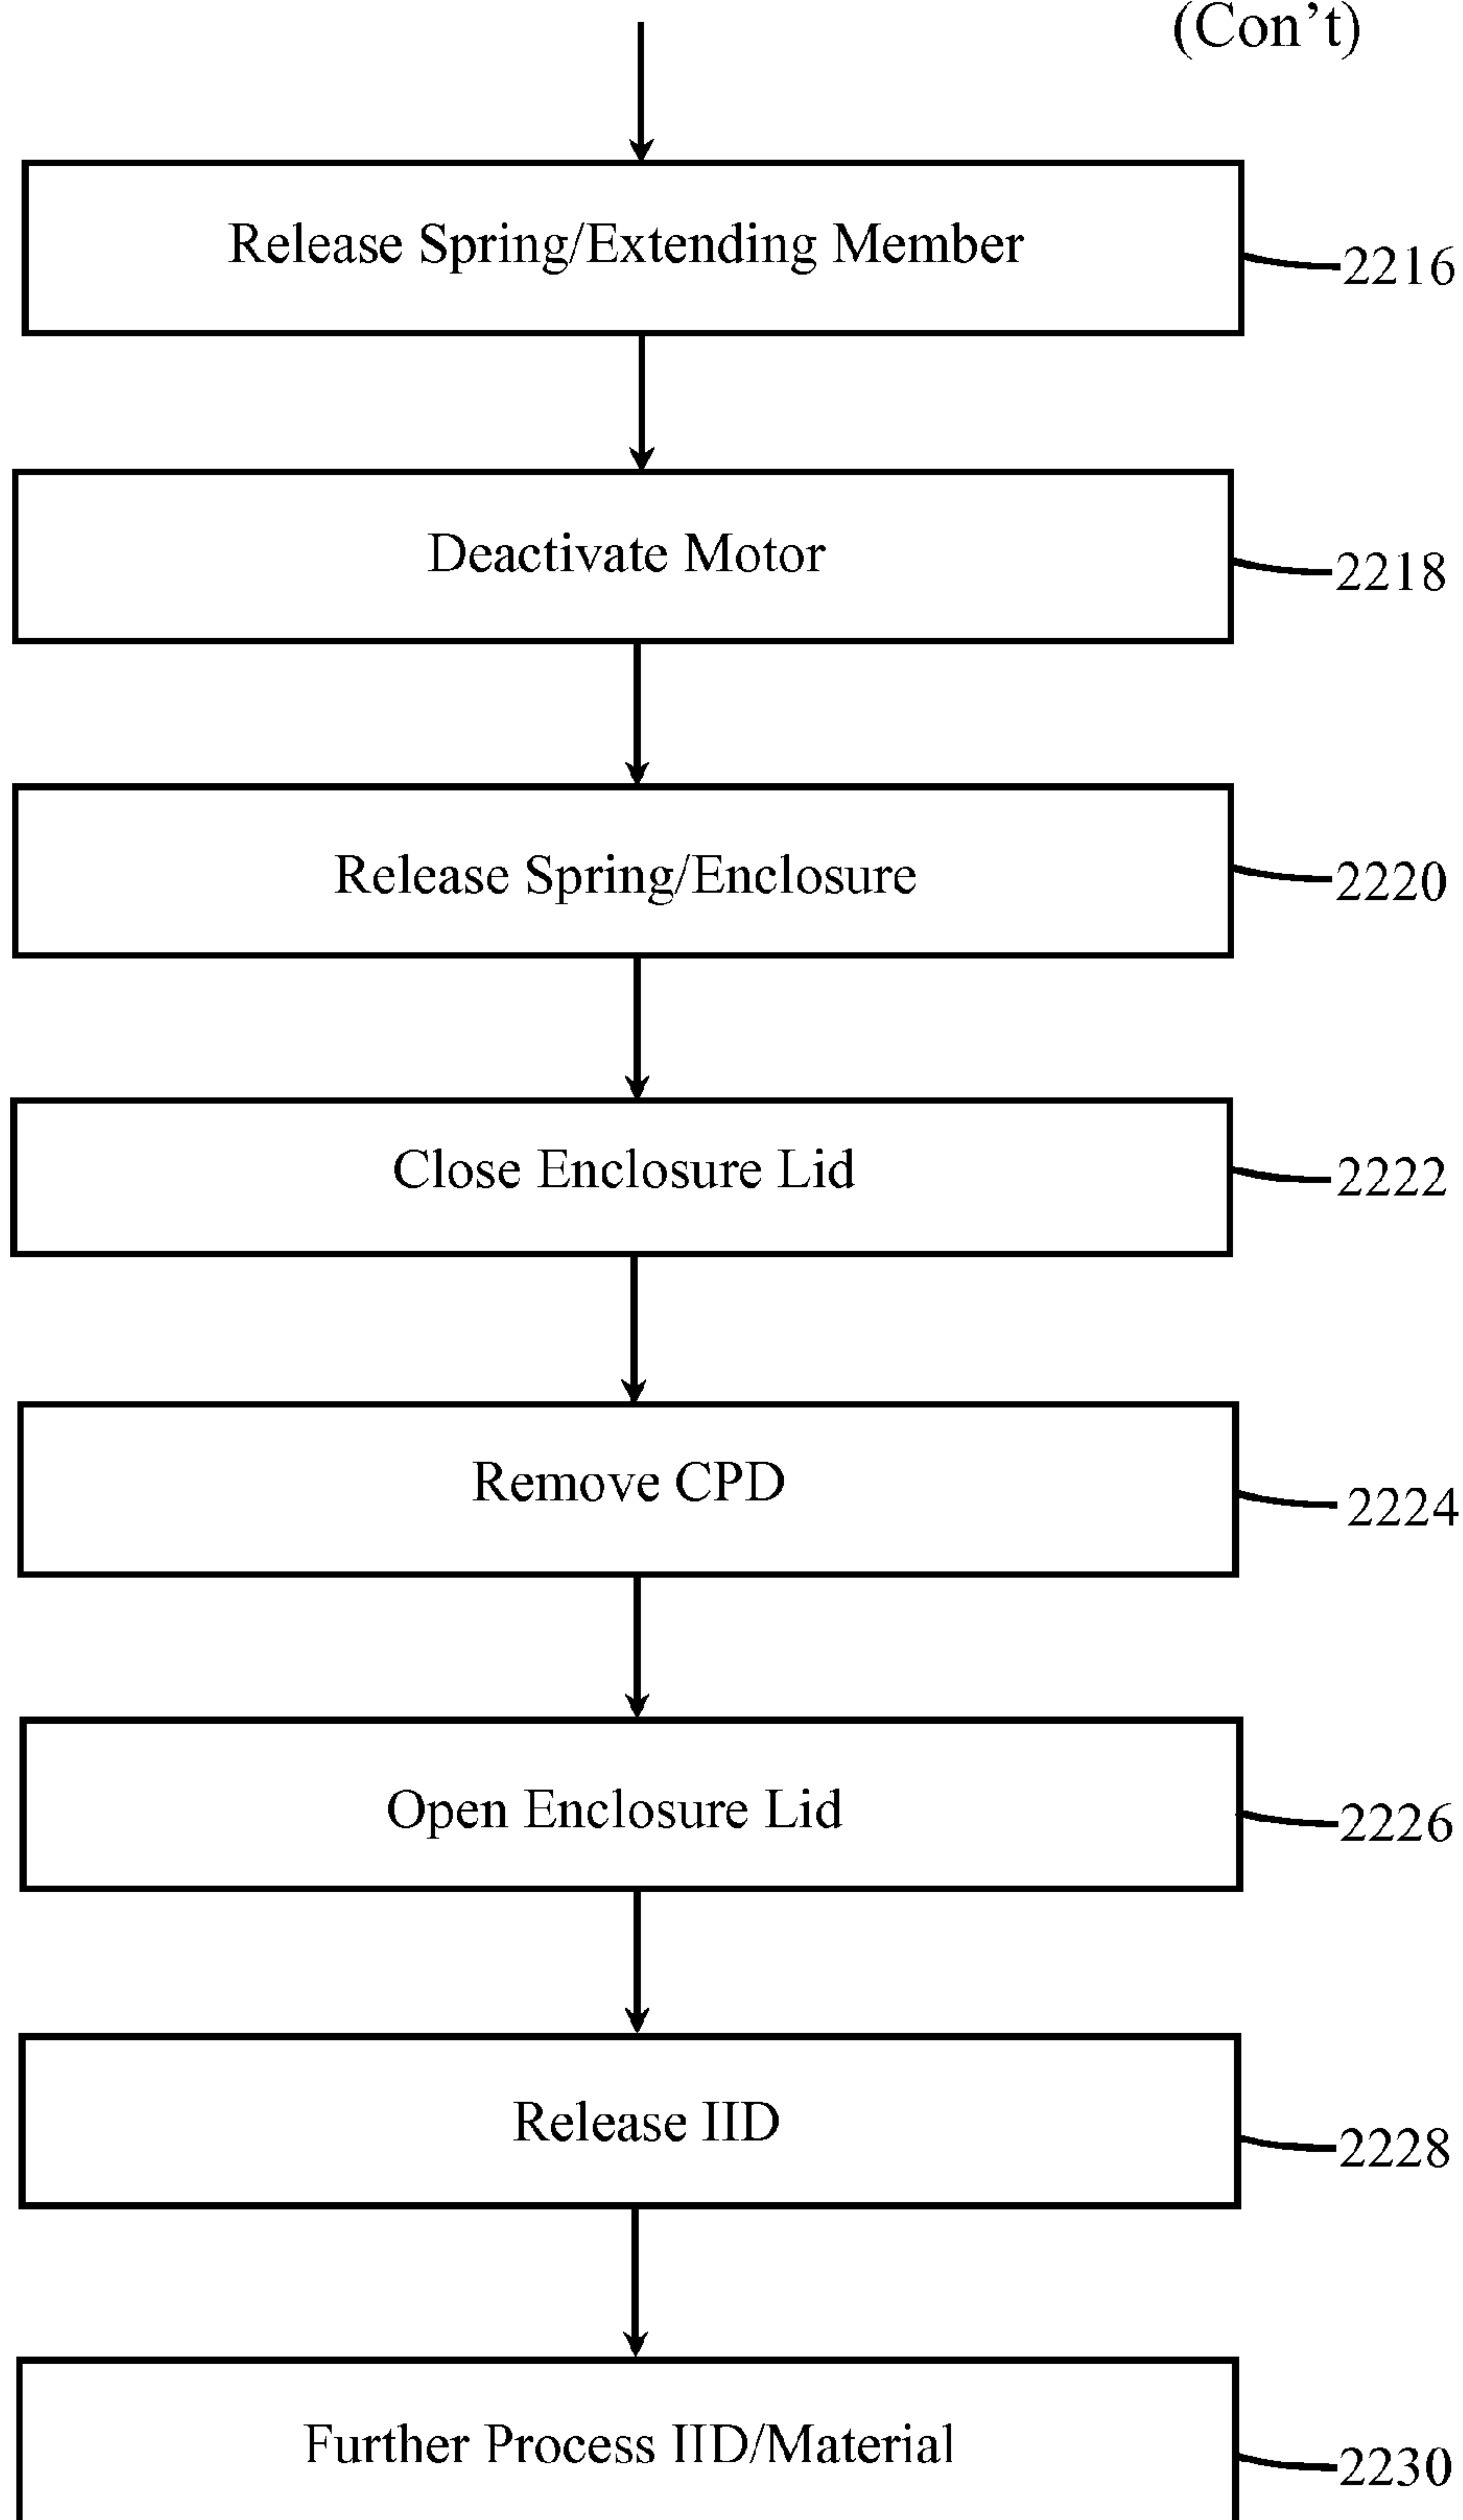 (Con't)
Release Spring/Extending Member
2216
Deactivate Motor
2218
Release Spring/Enclosure
2220
Close Enclosure Lid
2222
Remove CPD
2224
Open Enclosure Lid
2226
Release IID
2228
Further Process IID/Material
2230